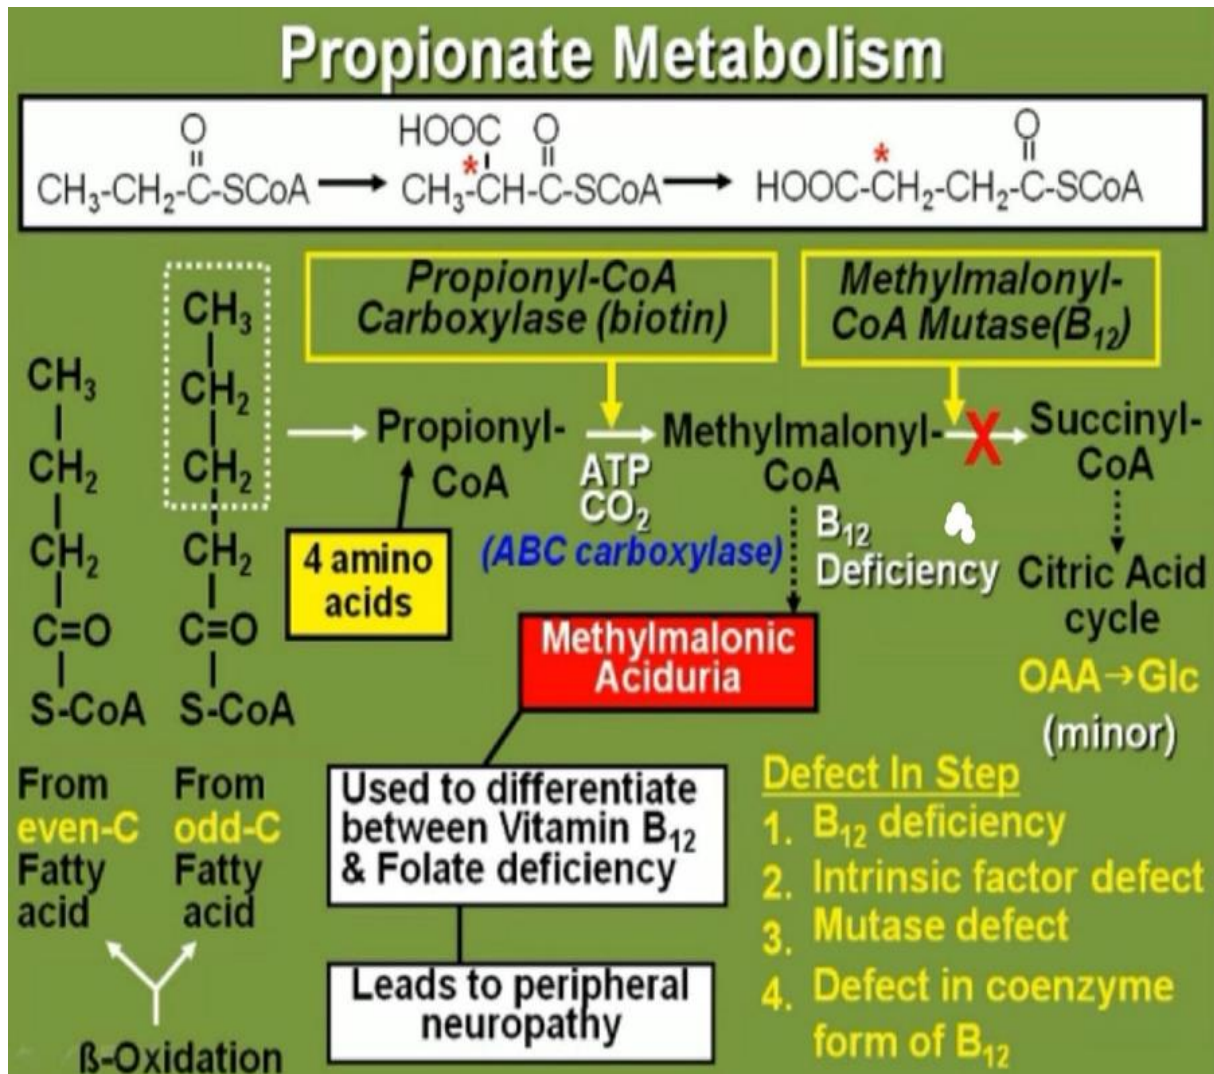 Propionate Metabolism
O
HOOC O
O
||
* ||
* ||
CH₃-CH₂-C-SCoA
CH₃-CH-C-SCoA
HOOC-CH₂-CH₂-C-SCoA
Propionyl-CoA
Carboxylase (biotin)
Methylmalonyl-
CoA Mutase(B₁₂)
CH₃
CH₂
CH₂
C=O
S-CoA
CH₃
CH₂
CH₂
CH₂
C=O
S-CoA
Propionyl-
CoA
ATP
CO₂
(ABC carboxylase)
Methylmalonyl-
CoA
X
Succinyl-
CoA
B₁₂
Deficiency
Citric Acid
cycle
OAA→Glc
(minor)
4 amino
acids
Methylmalonic
Aciduria
From
even-C
Fatty
acid
From
odd-C
Fatty
acid
ß-Oxidation
Used to differentiate
between Vitamin B₁₂
& Folate deficiency
Leads to peripheral
neuropathy
Defect In Step
1. B₁₂ deficiency
2. Intrinsic factor defect
3. Mutase defect
4. Defect in coenzyme
form of B₁₂